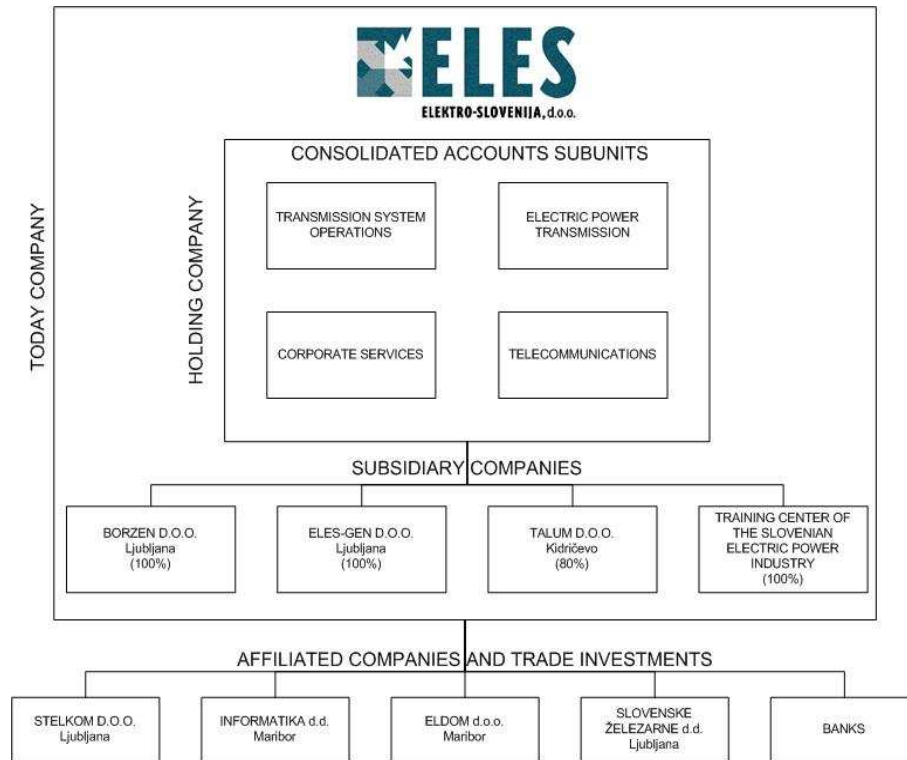 ELES
ELEKTRO-SLOVENIJA, d.o.o.
TODAY COMPANY
HOLDING COMPANY
CONSOLIDATED ACCOUNTS SUBUNITS
TRANSMISSION SYSTEM
OPERATIONS
ELECTRIC POWER
TRANSMISSION
CORPORATE SERVICES
TELECOMMUNICATIONS
SUBSIDIARY COMPANIES
BORZEN D.O.O.
Ljubljana
(100%)
ELES-GEN D.O.O.
Ljubljana
(100%)
TALUM D.O.O.
Kidričevo
(80%)
TRAINING CENTER OF
THE SLOVENIAN
ELECTRIC POWER
INDUSTRY
(100%)
AFFILIATED COMPANIES AND TRADE INVESTMENTS
STELKOM D.O.O.
Ljubljana
INFORMATIKA d.d.
Maribor
ELDOM d.o.o.
Maribor
SLOVENSKE
ŽELEZARNE d.d.
Ljubljana
BANKS